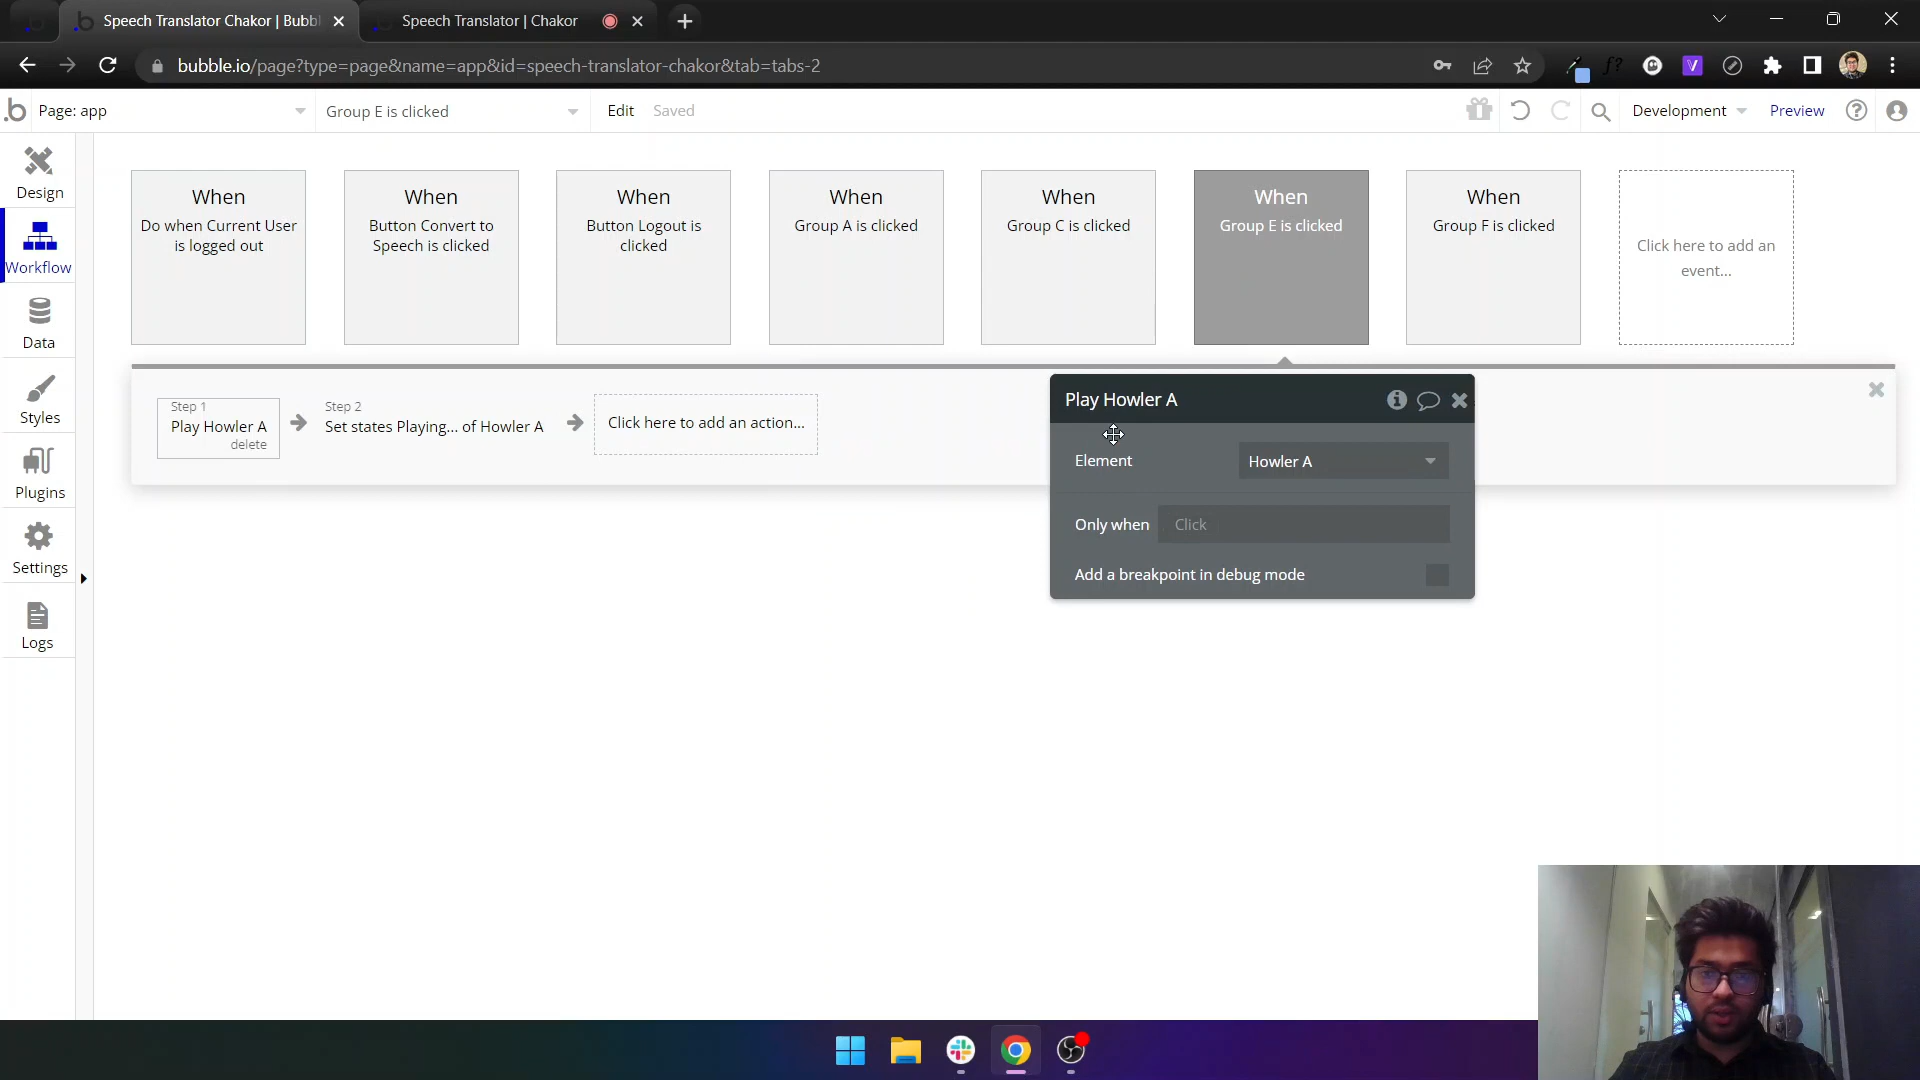 Speech Translator Chakor | Bubbl
Speech Translator | Chakor
bubble.io/page?type=page&name=app&id=speech-translator-chakor&tab=tabs-2
Page: app
Group E is clicked
Edit
Saved
Development
Preview
Design
Workflow
Data
Styles
Plugins
Settings
Logs
When
Do when Current User
is logged out
When
Button Convert to
Speech is clicked
When
Button Logout is
clicked
When
Group A is clicked
When
Group C is clicked
When
Group E is clicked
When
Group F is clicked
Click here to add an
event...
Step 1
Play Howler A
delete
Step 2
Set states Playing... of Howler A
Click here to add an action...
Play Howler A
Element
Howler A
Only when
Click
Add a breakpoint in debug mode